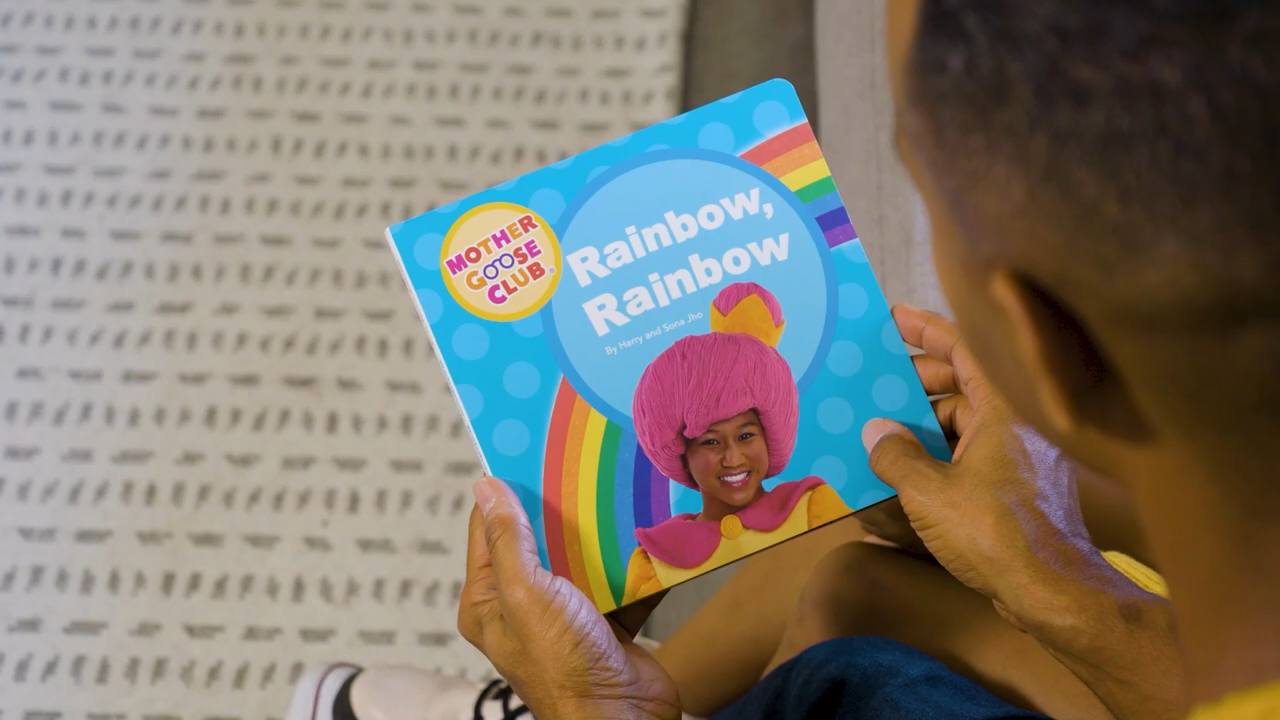 MOTHER
GOOSE
CLUB®
Rainbow,
Rainbow
By Harry and Sona Jho